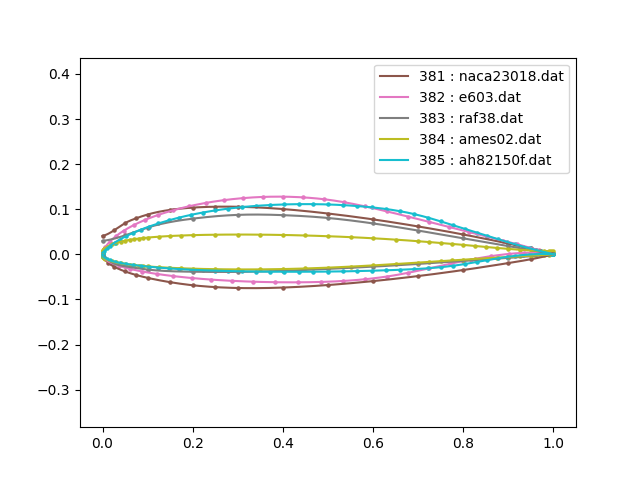 0.4
0.3
0.2
0.1
0.0
−0.1
−0.2
−0.3
0.0 0.2 0.4 0.6 0.8 1.0
381 : naca23018.dat
382 : e603.dat
383 : raf38.dat
384 : ames02.dat
385 : ah82150f.dat